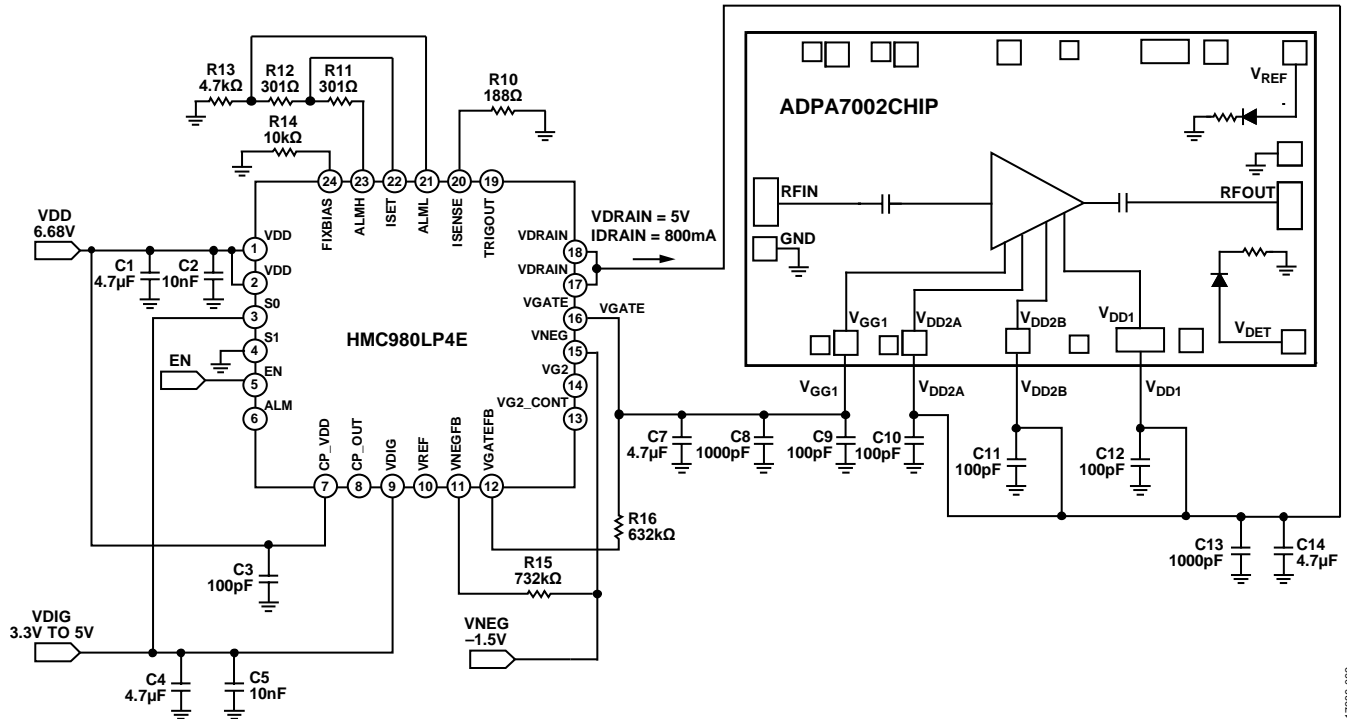 R13
4.7kΩ
R12
301Ω
R11
301Ω
R10
188Ω
R14
10kΩ
24
23
22
21
20
19
FIXBIAS
ALMH
ISET
ALML
ISENSE
TRIGOUT
VDD
6.68V
C1
4.7µF
C2
10nF
VDD
1
VDD
2
S0
3
S1
4
EN
EN
5
ALM
6
HMC980LP4E
VDRAIN
18
VDRAIN
17
VGATE
16
VGATE
VNEG
15
VG2
14
VG2_CONT
13
VDRAIN = 5V
IDRAIN = 800mA
CP_VDD
CP_OUT
VDIG
VREF
VNEGFB
VGATEFB
7
8
9
10
11
12
C3
100pF
R15
732kΩ
R16
632kΩ
VDIG
3.3V TO 5V
C4
4.7µF
C5
10nF
VNEG
–1.5V
ADPA7002CHIP
VREF
RFIN
RFOUT
GND
VGG1
VDD2A
VDD2B
VDD1
VDET
VGG1
VDD2A
VDD2B
VDD1
C7
4.7µF
C8
1000pF
C9
100pF
C10
100pF
C11
100pF
C12
100pF
C13
1000pF
C14
4.7µF